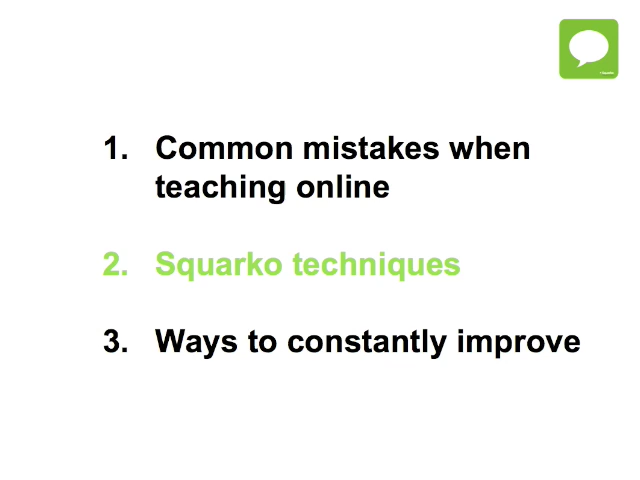 1. Common mistakes when
teaching online
2. Squarko techniques
3. Ways to constantly improve